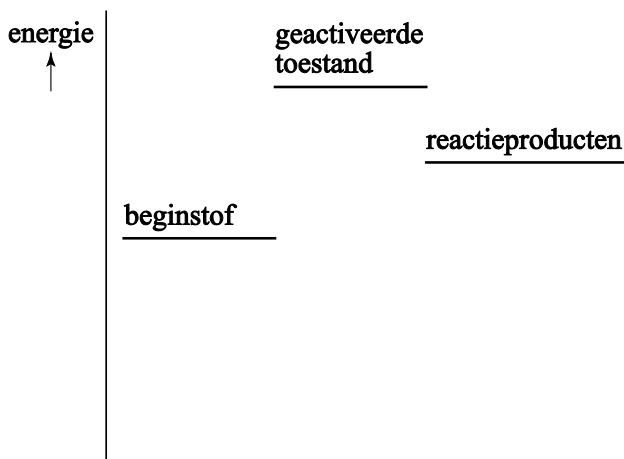 energie
geactiveerde
toestand
reactieproducten
beginstof